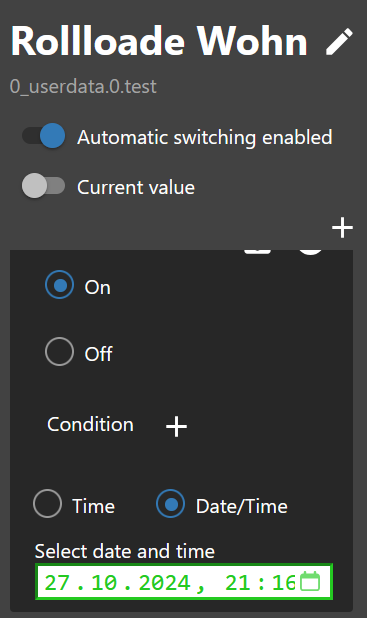 Rollloade Wohn
0_userdata.0.test
Automatic switching enabled
Current value
On
Off
Condition
Time Date/Time
Select date and time
27.10.2024, 21:16